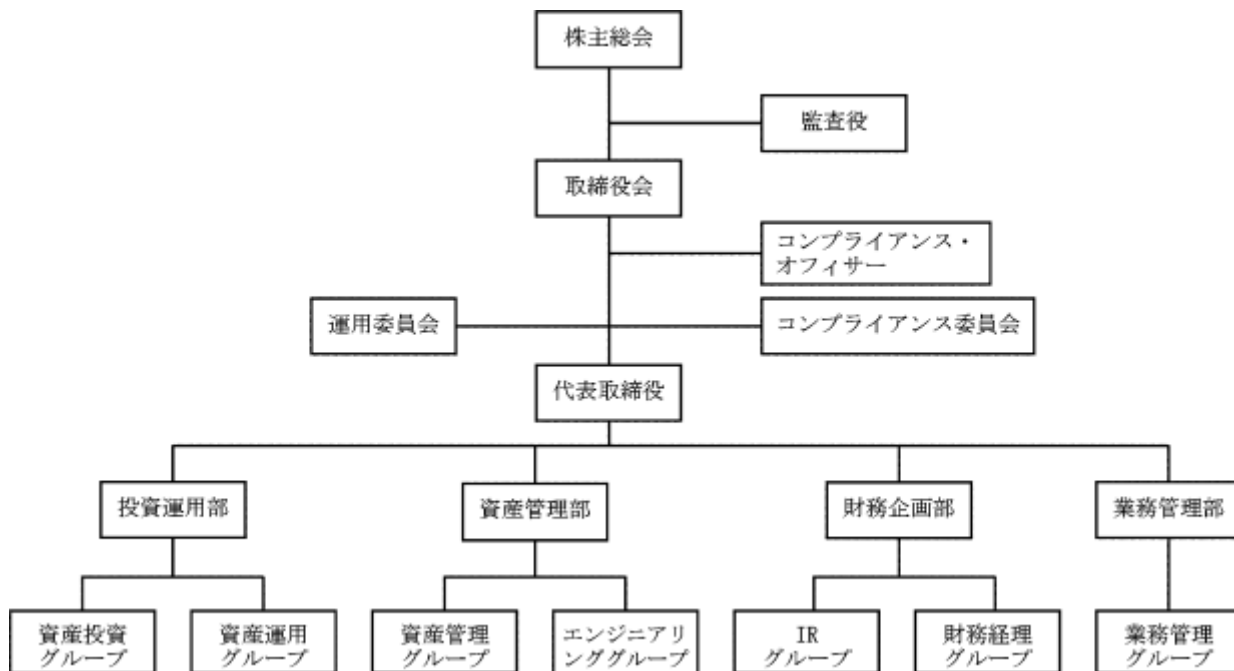 株主総会
監査役
取締役会
コンプライアンス・
オフィサー
運用委員会
コンプライアンス委員会
代表取締役
投資運用部
資産管理部
財務企画部
業務管理部
資産投資
グループ
資産運用
グループ
資産管理
グループ
エンジニアリ
ンググループ
IR
グループ
財務経理
グループ
業務管理
グループ